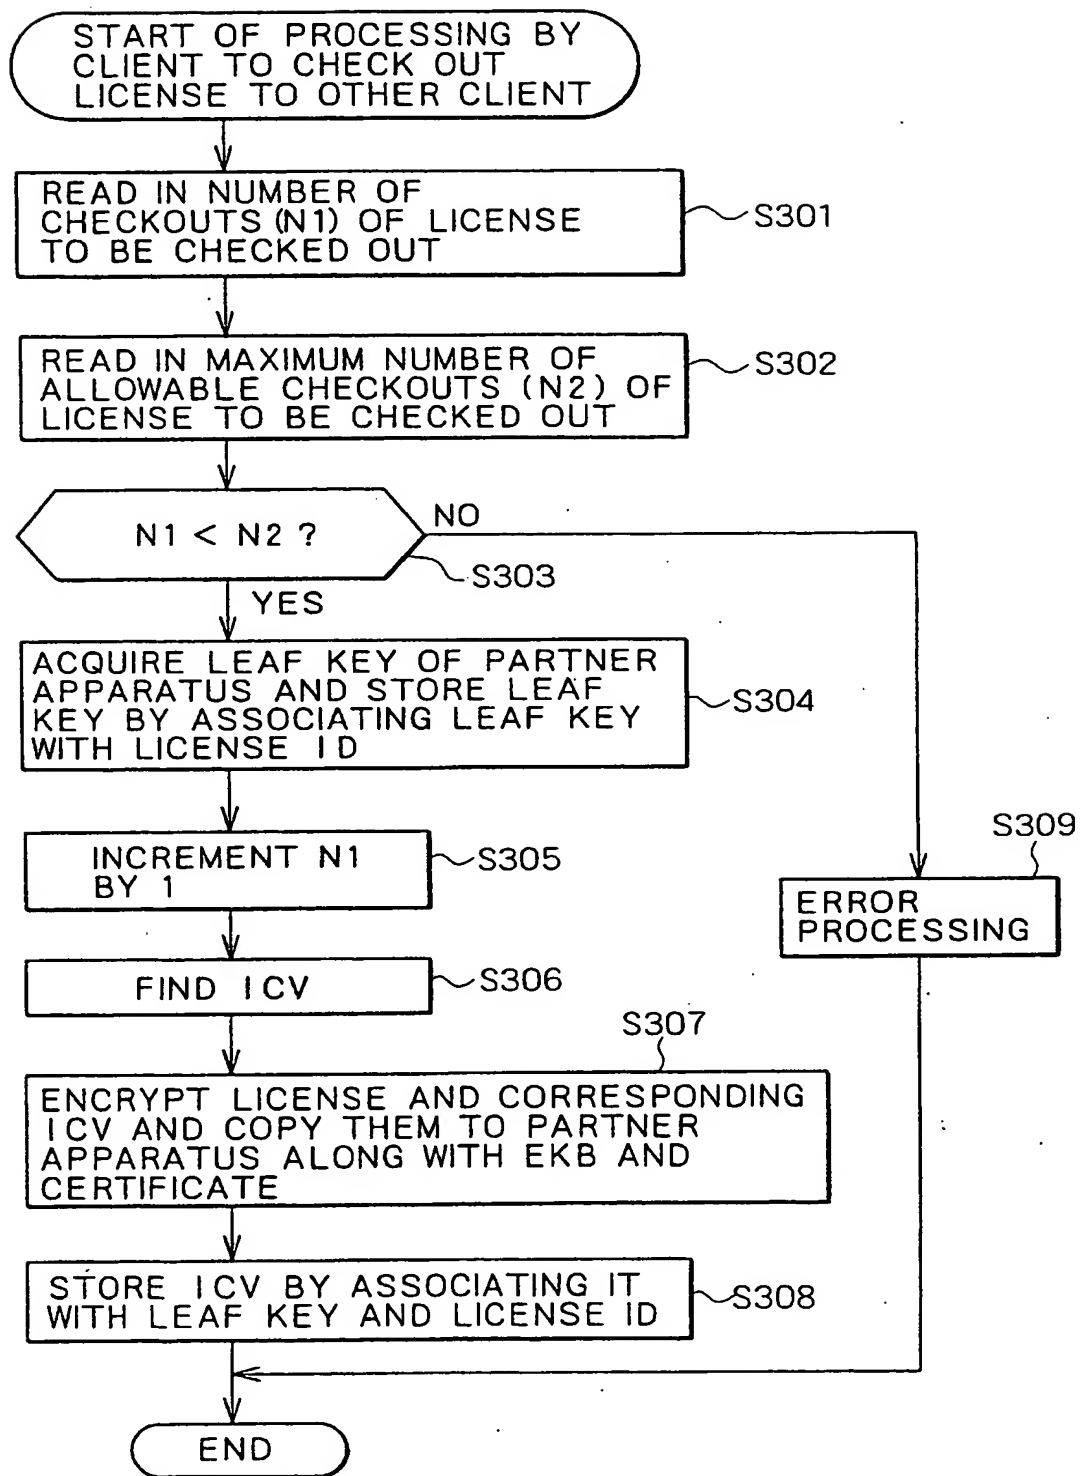 START OF PROCESSING BY
CLIENT TO CHECK OUT
LICENSE TO OTHER CLIENT
READ IN NUMBER OF
CHECKOUTS (N1) OF LICENSE
TO BE CHECKED OUT
S301
READ IN MAXIMUM NUMBER OF
ALLOWABLE CHECKOUTS (N2) OF
LICENSE TO BE CHECKED OUT
S302
N1 < N2 ?
NO
S303
YES
ACQUIRE LEAF KEY OF PARTNER
APPARATUS AND STORE LEAF
KEY BY ASSOCIATING LEAF KEY
WITH LICENSE ID
S304
INCREMENT N1
BY 1
S305
S309
ERROR
PROCESSING
FIND ICV
S306
S307
ENCRYPT LICENSE AND CORRESPONDING
ICV AND COPY THEM TO PARTNER
APPARATUS ALONG WITH EKB AND
CERTIFICATE
STORE ICV BY ASSOCIATING IT
WITH LEAF KEY AND LICENSE ID
S308
END